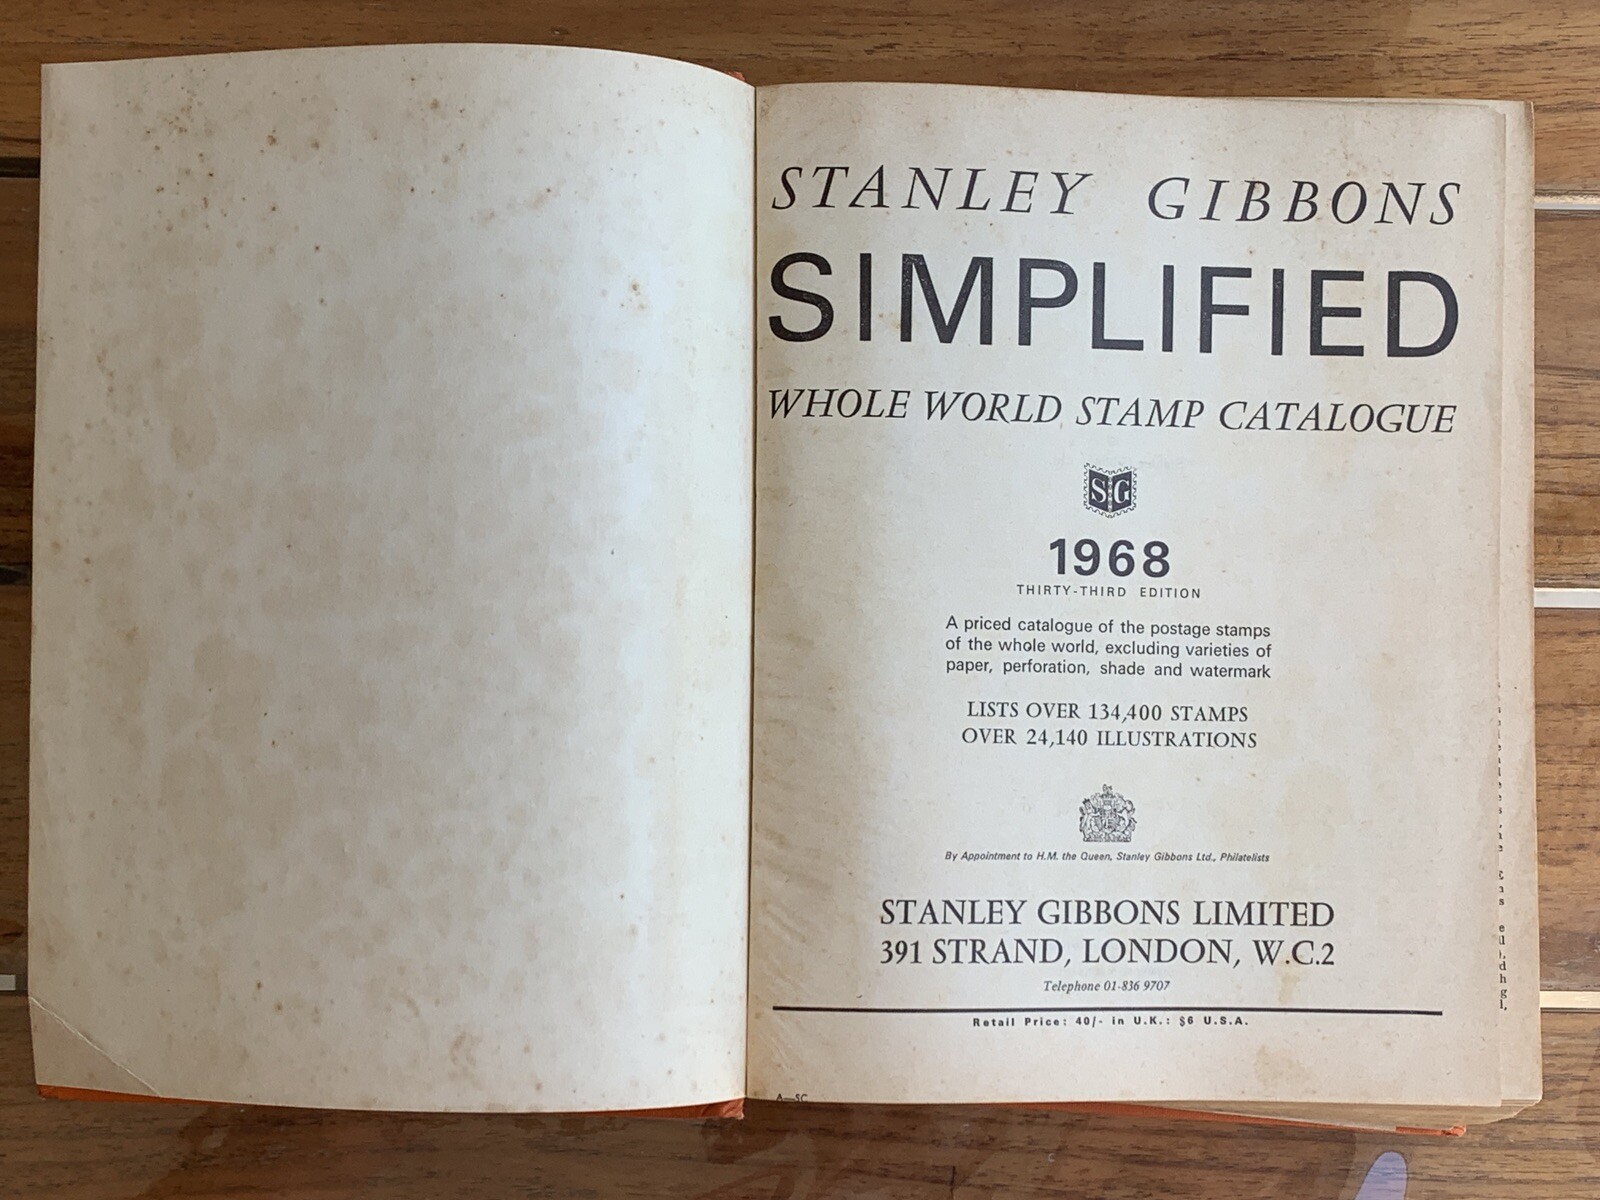 STANLEY GIBBONS
SIMPLIFIED
WHOLE WORLD STAMP CATALOGUE
SG
1968
THIRTY-THIRD EDITION
A priced catalogue of the postage stamps
of the whole world, excluding varieties of
paper, perforation, shade and watermark
LISTS OVER 134,400 STAMPS
OVER 24,140 ILLUSTRATIONS
By Appointment to H.M. the Queen, Stanley Gibbons Ltd., Philatelists
STANLEY GIBBONS LIMITED
391 STRAND, LONDON, W.C.2
Telephone 01-836 9707
Retail Price: 40/- in U.K.: $6 U.S.A.
A—SC